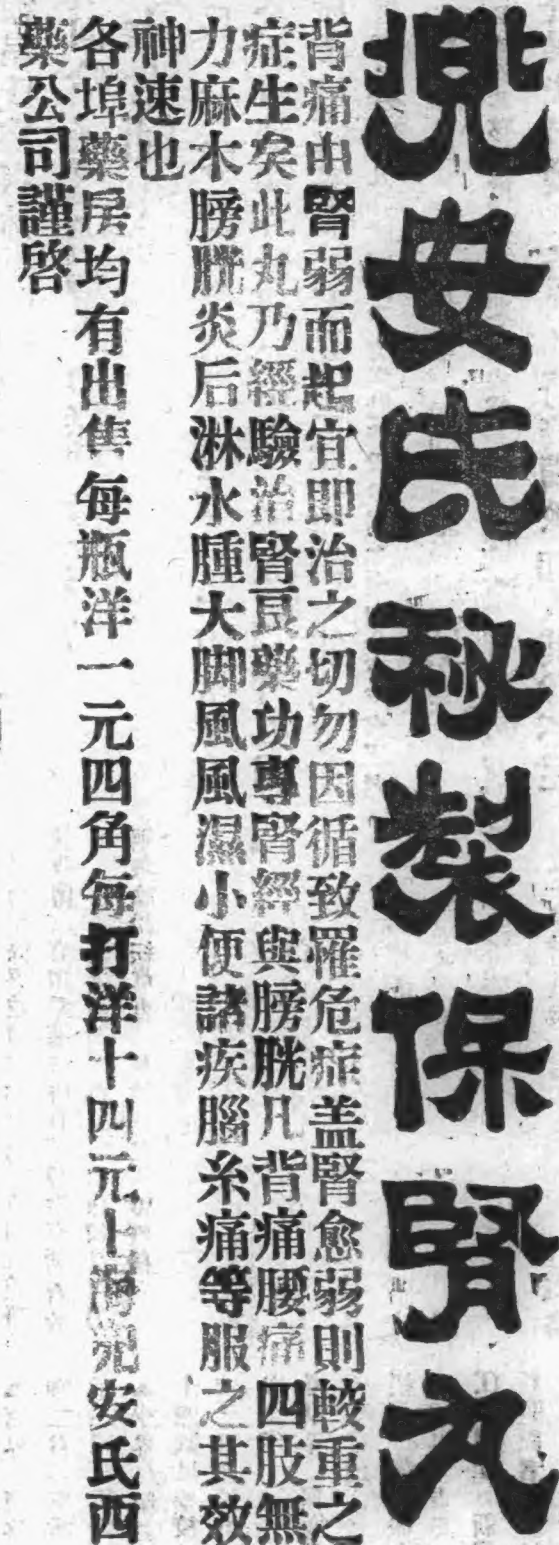 兜安氏秘製保腎丸
背痛由腎弱而起宜即治之切勿因循致罹危症盖腎愈弱則較重之
症生矣此丸乃經驗治腎良藥功專腎經與膀胱凡背痛腰痛四肢無
力麻木膀胱炎后淋水腫大脚風風濕小便諸疾腦糸痛等服之其效
神速也
各埠藥房均有出售每瓶洋一元四角每打洋十四元上海兜安氏西
藥公司謹啓